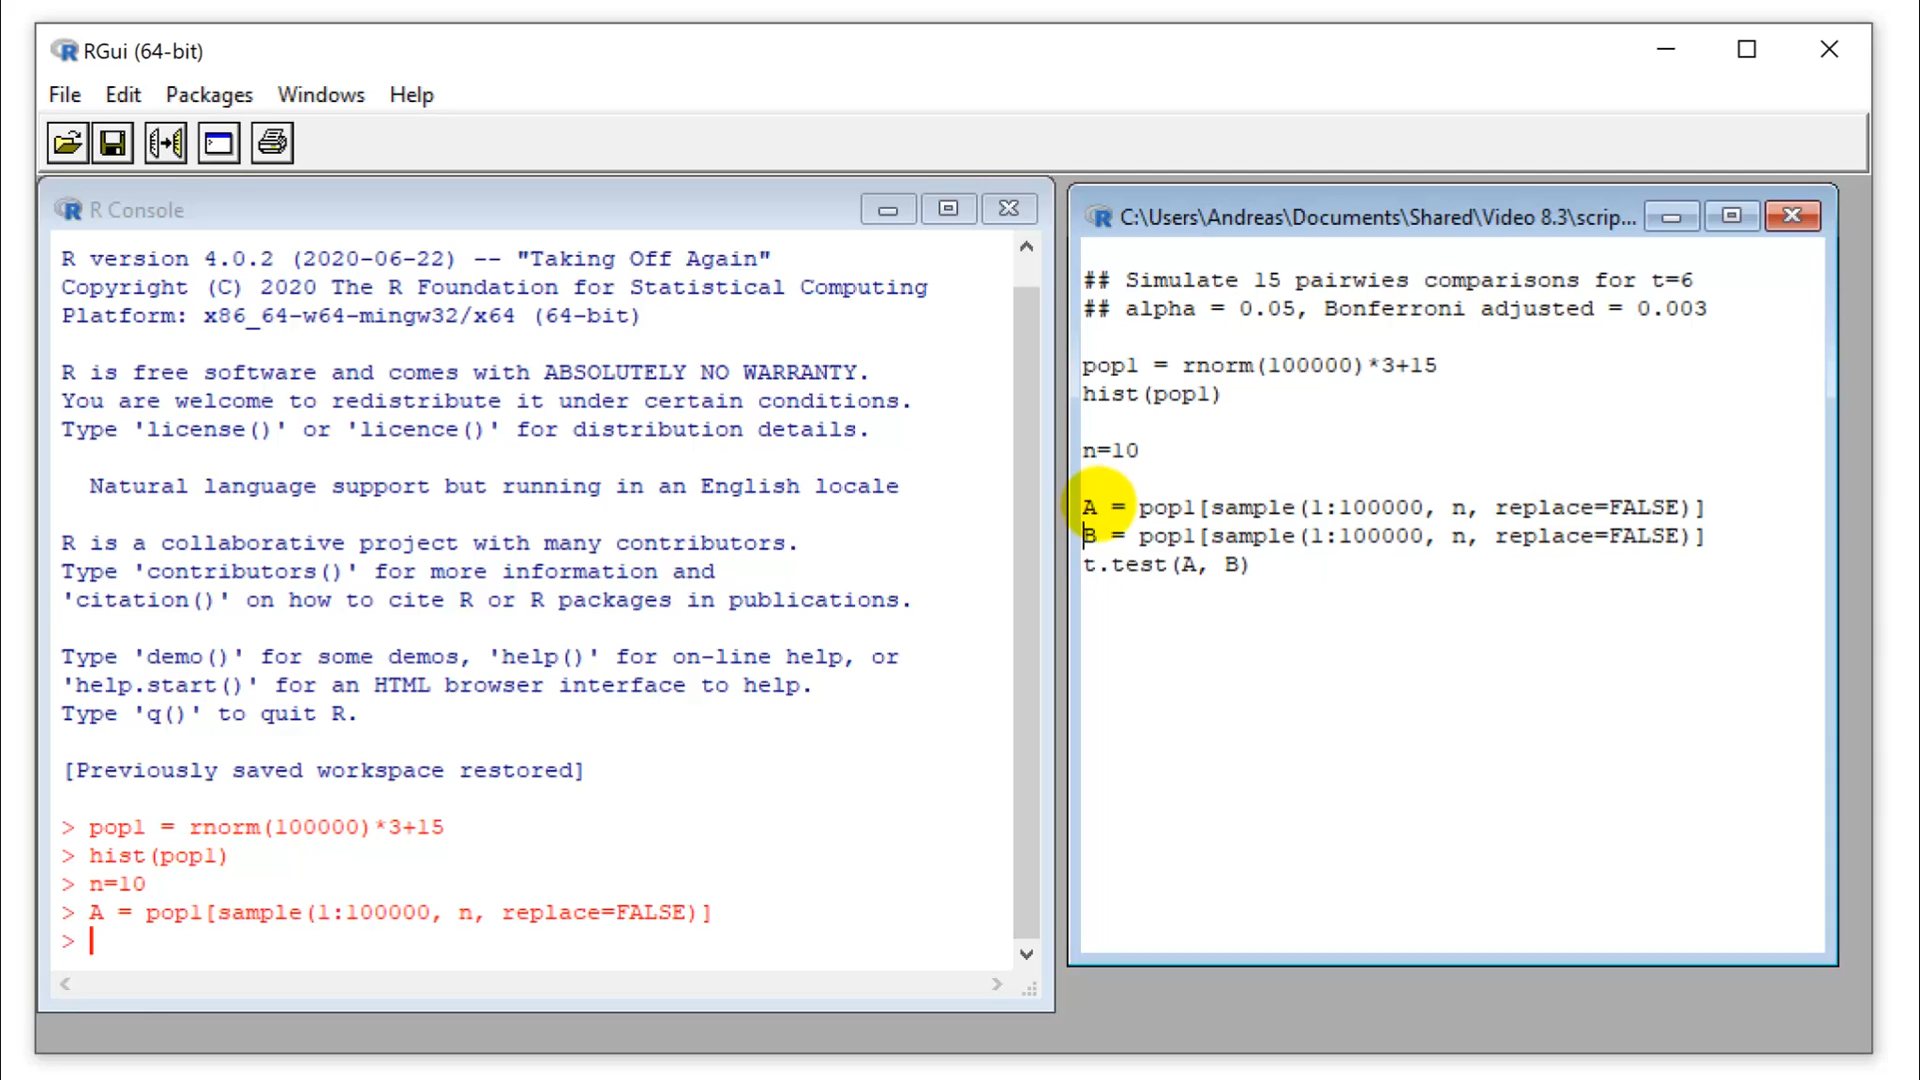 RGui (64-bit)
File Edit Packages Windows Help
R Console
R version 4.0.2 (2020-06-22) -- "Taking Off Again"
Copyright (C) 2020 The R Foundation for Statistical Computing
Platform: x86_64-w64-mingw32/x64 (64-bit)
R is free software and comes with ABSOLUTELY NO WARRANTY.
You are welcome to redistribute it under certain conditions.
Type 'license()' or 'licence()' for distribution details.
Natural language support but running in an English locale
R is a collaborative project with many contributors.
Type 'contributors()' for more information and
'citation()' on how to cite R or R packages in publications.
Type 'demo()' for some demos, 'help()' for on-line help, or
'help.start()' for an HTML browser interface to help.
Type 'q()' to quit R.
[Previously saved workspace restored]
> pop1 = rnorm(100000)*3+15
> hist(pop1)
> n=10
> A = pop1[sample(1:100000, n, replace=FALSE)]
>
C:\Users\Andreas\Documents\Shared\Video 8.3\scrip...
## Simulate 15 pairwies comparisons for t=6
## alpha = 0.05, Bonferroni adjusted = 0.003
pop1 = rnorm(100000)*3+15
hist(pop1)
n=10
A = pop1[sample(1:100000, n, replace=FALSE)]
B = pop1[sample(1:100000, n, replace=FALSE)]
t.test(A, B)